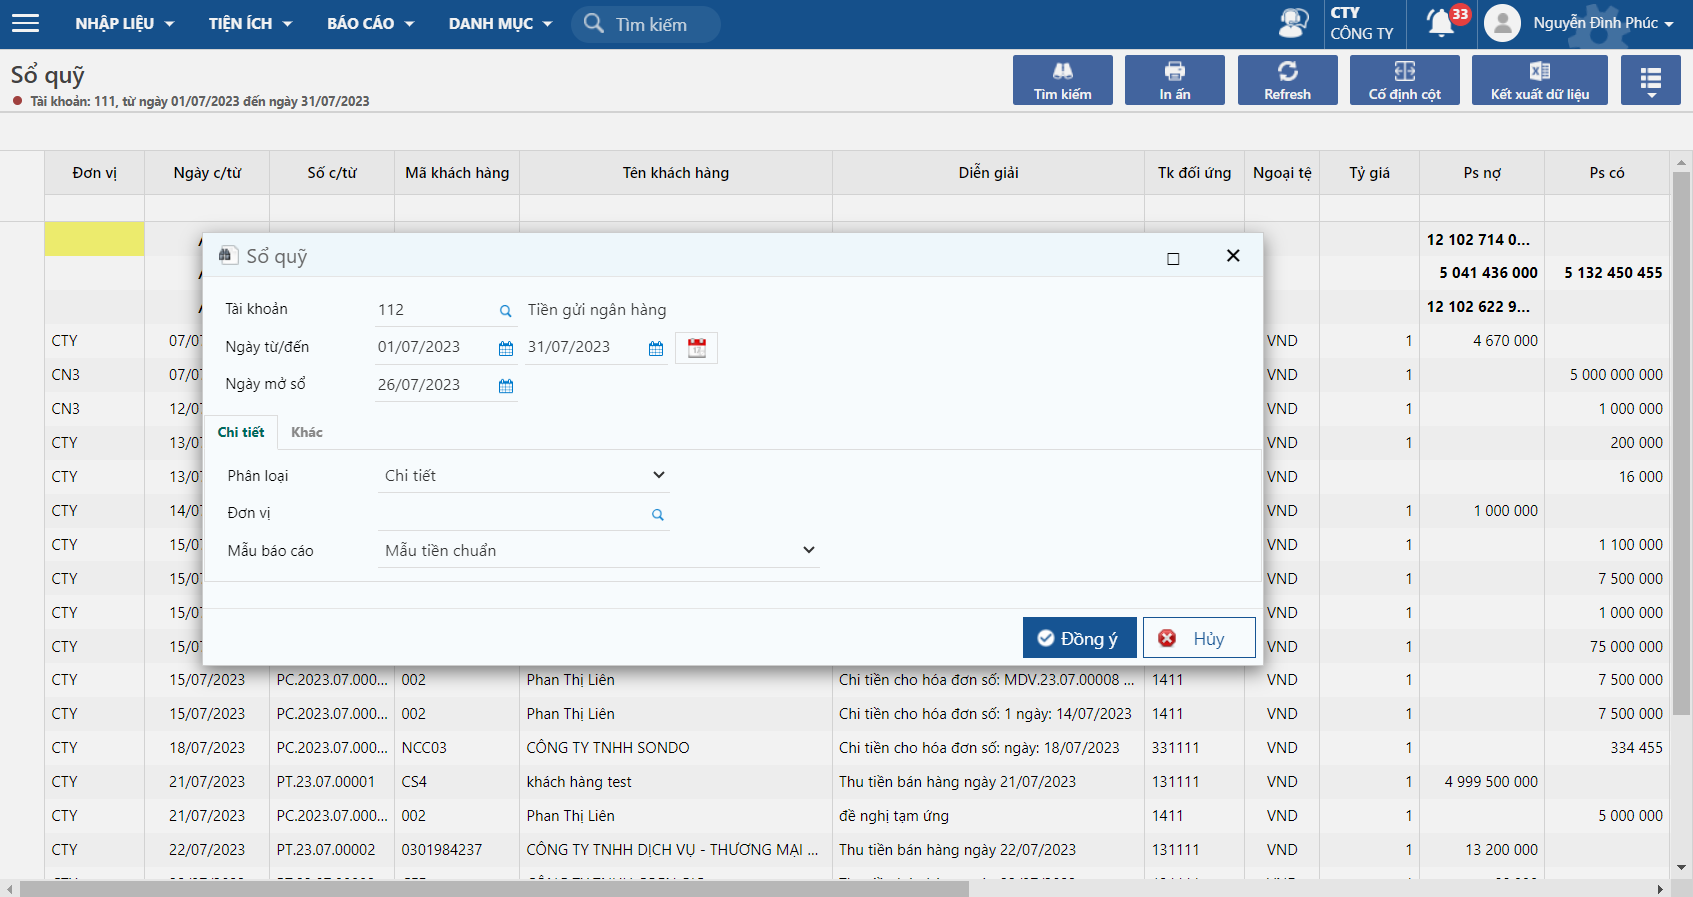 NHẬP LIỆU TIỆN ÍCH BÁO CÁO DANH MỤC Tìm kiếm CTY 33 Nguyễn Đình Phúc
CÔNG TY
Sổ quỹ
Tài khoản: 111, từ ngày 01/07/2023 đến ngày 31/07/2023
Tìm kiếm In ấn Refresh Cố định cột Kết xuất dữ liệu
Đơn vị Ngày c/từ Số c/từ Mã khách hàng Tên khách hàng Diễn giải Tk đối ứng Ngoại tệ Tỷ giá Ps nợ Ps có
12 102 714 0...
5 041 436 000 5 132 450 455
12 102 622 9...
CTY 07/0 VND 1 4 670 000
CN3 07/0 VND 1 5 000 000 000
CN3 12/0 VND 1 1 000 000
CTY 13/0 VND 1 200 000
CTY 13/0 VND 16 000
CTY 14/0 VND 1 1 000 000
CTY 15/0 VND 1 1 100 000
CTY 15/0 VND 1 7 500 000
CTY 15/0 VND 1 1 000 000
CTY 15/0 VND 1 75 000 000
CTY 15/07/2023 PC.2023.07.000... 002 Phan Thị Liên Chi tiền cho hóa đơn số: MDV.23.07.00008 ... 1411 VND 1 7 500 000
CTY 15/07/2023 PC.2023.07.000... 002 Phan Thị Liên Chi tiền cho hóa đơn số: 1 ngày: 14/07/2023 1411 VND 1 7 500 000
CTY 18/07/2023 PC.2023.07.000... NCC03 CÔNG TY TNHH SONDO Chi tiền cho hóa đơn số: ngày: 18/07/2023 331111 VND 1 334 455
CTY 21/07/2023 PT.23.07.00001 CS4 khách hàng test Thu tiền bán hàng ngày 21/07/2023 131111 VND 1 4 999 500 000
CTY 21/07/2023 PC.2023.07.000... 002 Phan Thị Liên đề nghị tạm ứng 1411 VND 1 5 000 000
CTY 22/07/2023 PT.23.07.00002 0301984237 CÔNG TY TNHH DỊCH VỤ - THƯƠNG MẠI ... Thu tiền bán hàng ngày 22/07/2023 131111 VND 1 13 200 000
Sổ quỹ
Tài khoản 112 Tiền gửi ngân hàng
Ngày từ/đến 01/07/2023 31/07/2023
Ngày mở sổ 26/07/2023
Chi tiết Khác
Phân loại Chi tiết
Đơn vị
Mẫu báo cáo Mẫu tiền chuẩn
Đồng ý Hủy